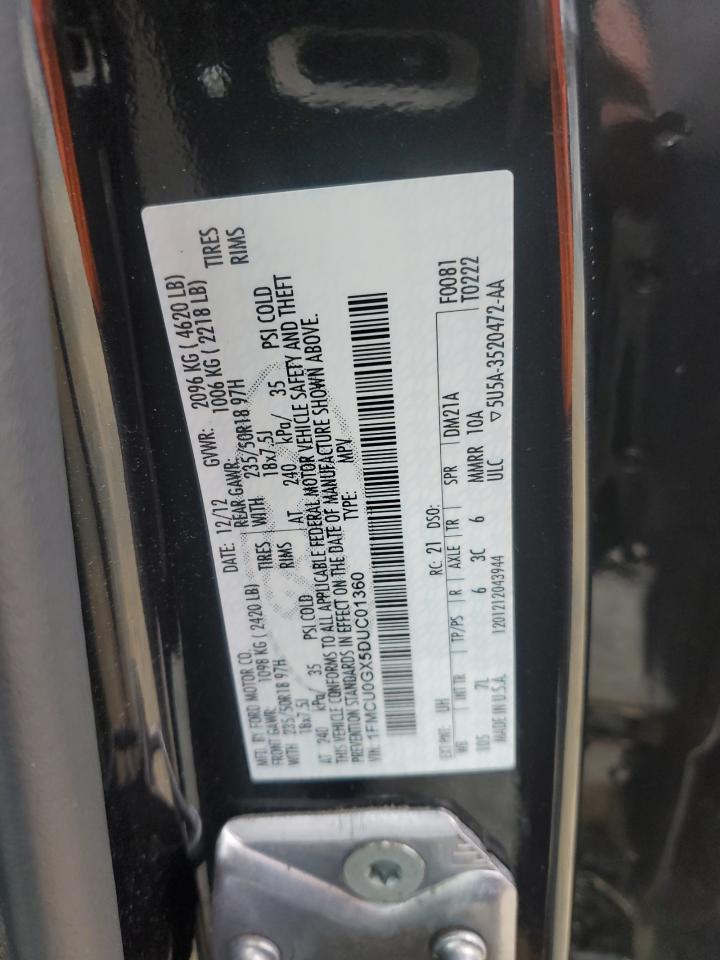 MFD. BY FORD MOTOR CO. DATE: 12/12 GVWR: 2096 KG ( 4620 LB)
FRONT GAWR: 1098 KG ( 2420 LB) REAR GAWR: 1006 KG ( 2218 LB)
WITH 235/50R18 97H TIRES WITH 235/50R18 97H TIRES
18x7.5J RIMS 18x7.5J RIMS
AT 240 kPa/ 35 PSI COLD AT 240 kPa/ 35 PSI COLD
THIS VEHICLE CONFORMS TO ALL APPLICABLE FEDERAL MOTOR VEHICLE SAFETY AND THEFT
PREVENTION STANDARDS IN EFFECT ON THE DATE OF MANUFACTURE SHOWN ABOVE.
VIN: 1FMCU0GX5DUC01360 TYPE: MPV
EXT PNT: UH RC: 21 DSO: F0081
WB INT TR TP/PS R AXLE TR SPR DM21A T0222
105 7L 6 3C 6 MMRR 10A
MADE IN U.S.A. 1201212043944 ULC ▽5U5A-3520472-AA